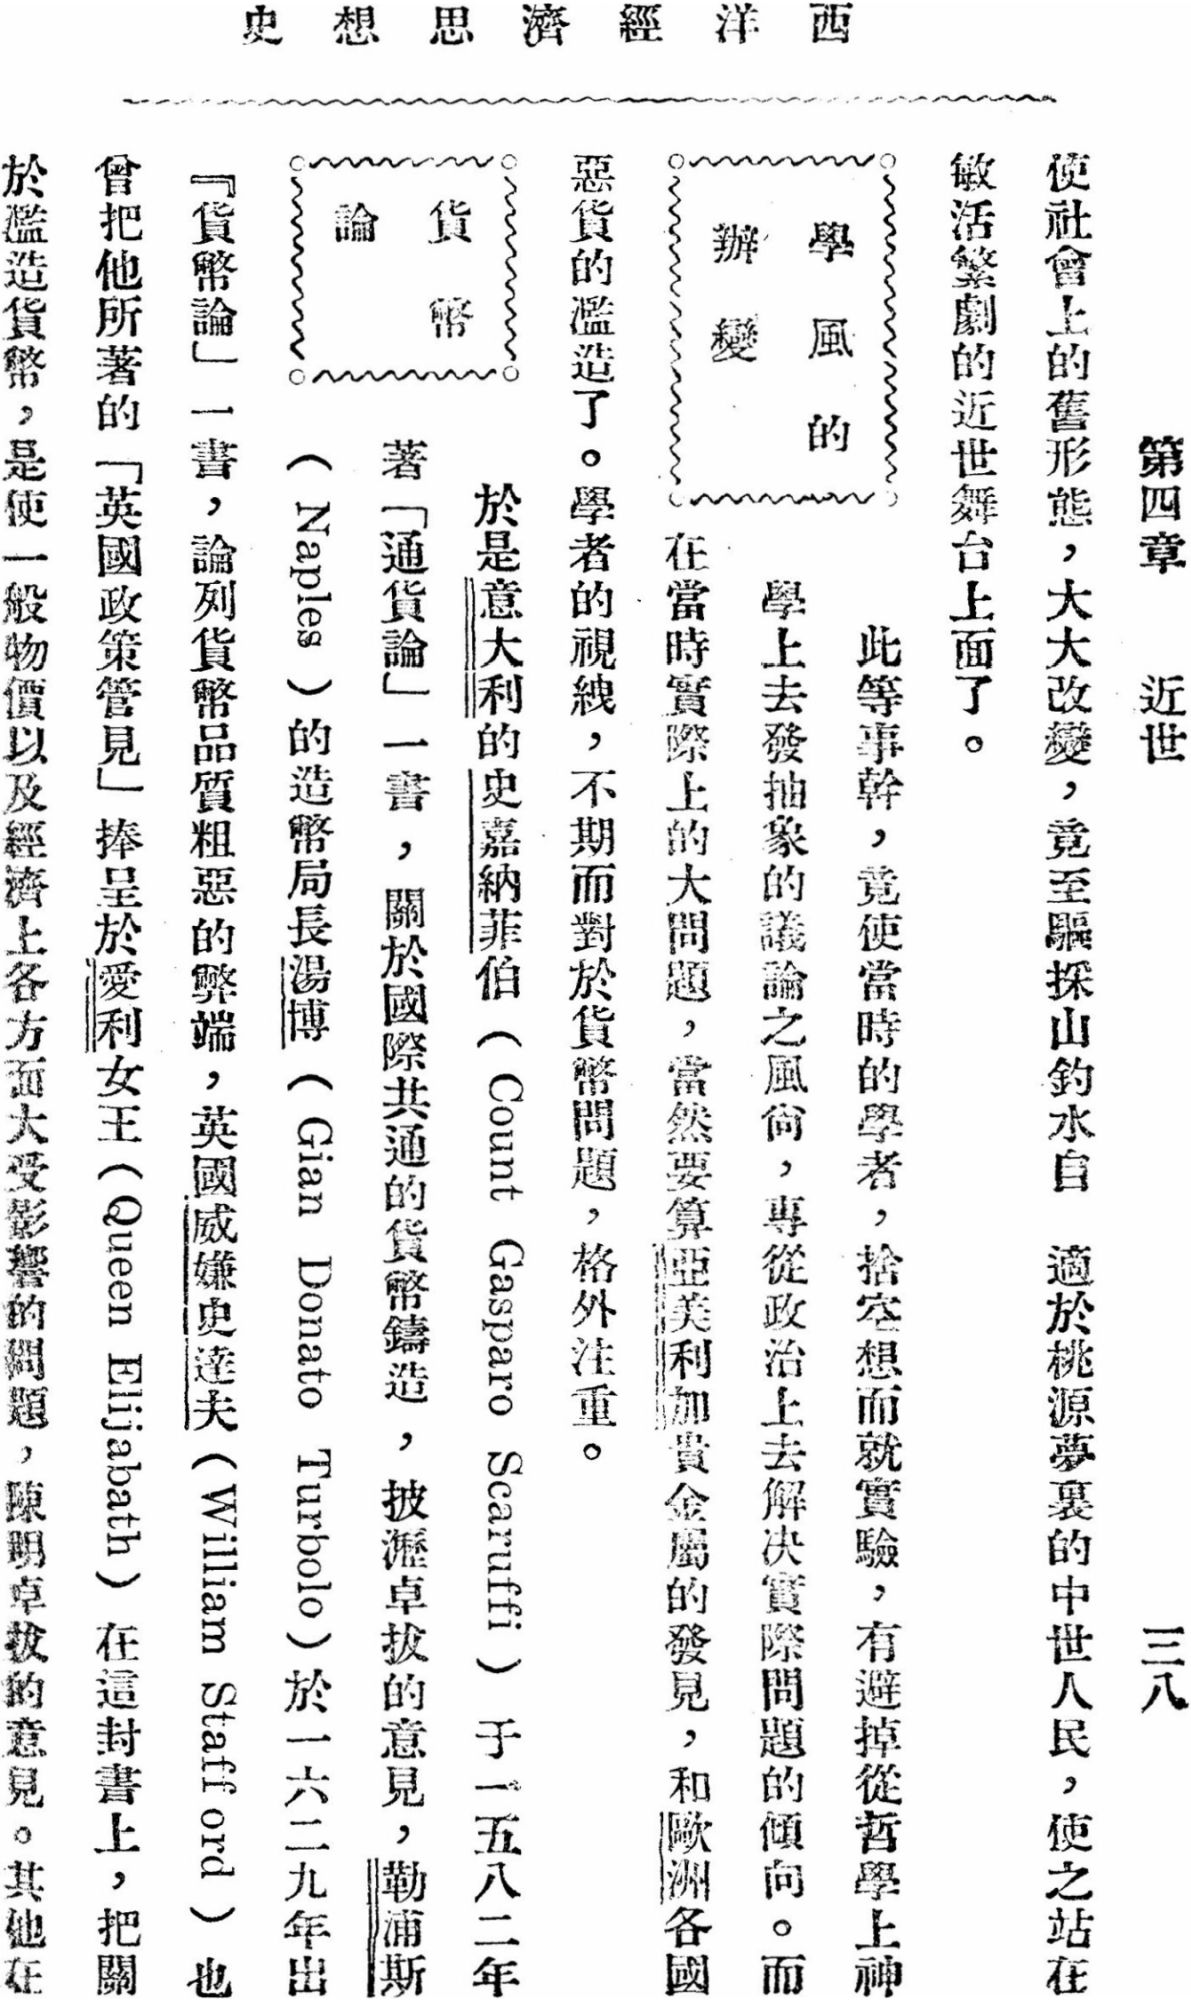 西洋經濟思想史
第四章 近世 三八
使社會上的舊形態，大大改變，竟至驅採山釣水自 適於桃源夢裏的中世人民，使之站在
敏活繁劇的近世舞台上面了。
學風的
辦變
此等事幹，竟使當時的學者，捨空想而就實驗，有避掉從哲學上神
學上去發抽象的議論之風尙，專從政治上去解决實際問題的傾向。而
在當時實際上的大問題，當然要算亞美利加貴金屬的發見，和歐洲各國
惡貨的濫造了。學者的視綫，不期而對於貨幣問題，格外注重。
貨幣
論
於是意大利的史嘉納菲伯（Count Gasparo Scaruffi）于一五八二年
著「通貨論」一書，關於國際共通的貨幣鑄造，披瀝卓拔的意見，勒浦斯
（Naples）的造幣局長湯博（Gian Donato Turbolo）於一六二九年出
『貨幣論」一書，論列貨幣品質粗惡的弊端，英國威嫌史達夫（William Stafford）也
曾把他所著的「英國政策管見」捧呈於愛利女王（Queen Elijabath）在這封書上，把關
於濫造貨幣，是使一般物價以及經濟上各方面大受影響的問題，陳明卓拔的意見。其他在